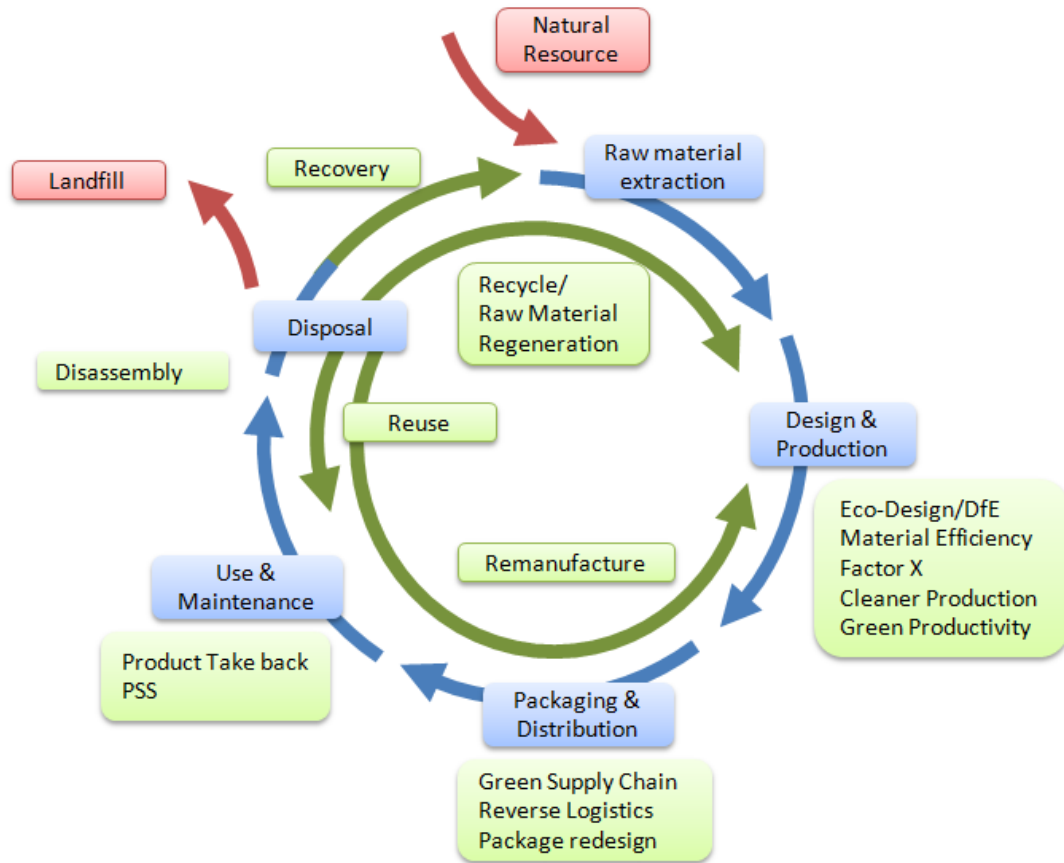 Natural
Resource
Raw material
extraction
Recovery
Landfill
Recycle/
Raw Material
Regeneration
Disposal
Disassembly
Reuse
Design &
Production
Eco-Design/DfE
Material Efficiency
Factor X
Cleaner Production
Green Productivity
Remanufacture
Use &
Maintenance
Product Take back
PSS
Packaging &
Distribution
Green Supply Chain
Reverse Logistics
Package redesign